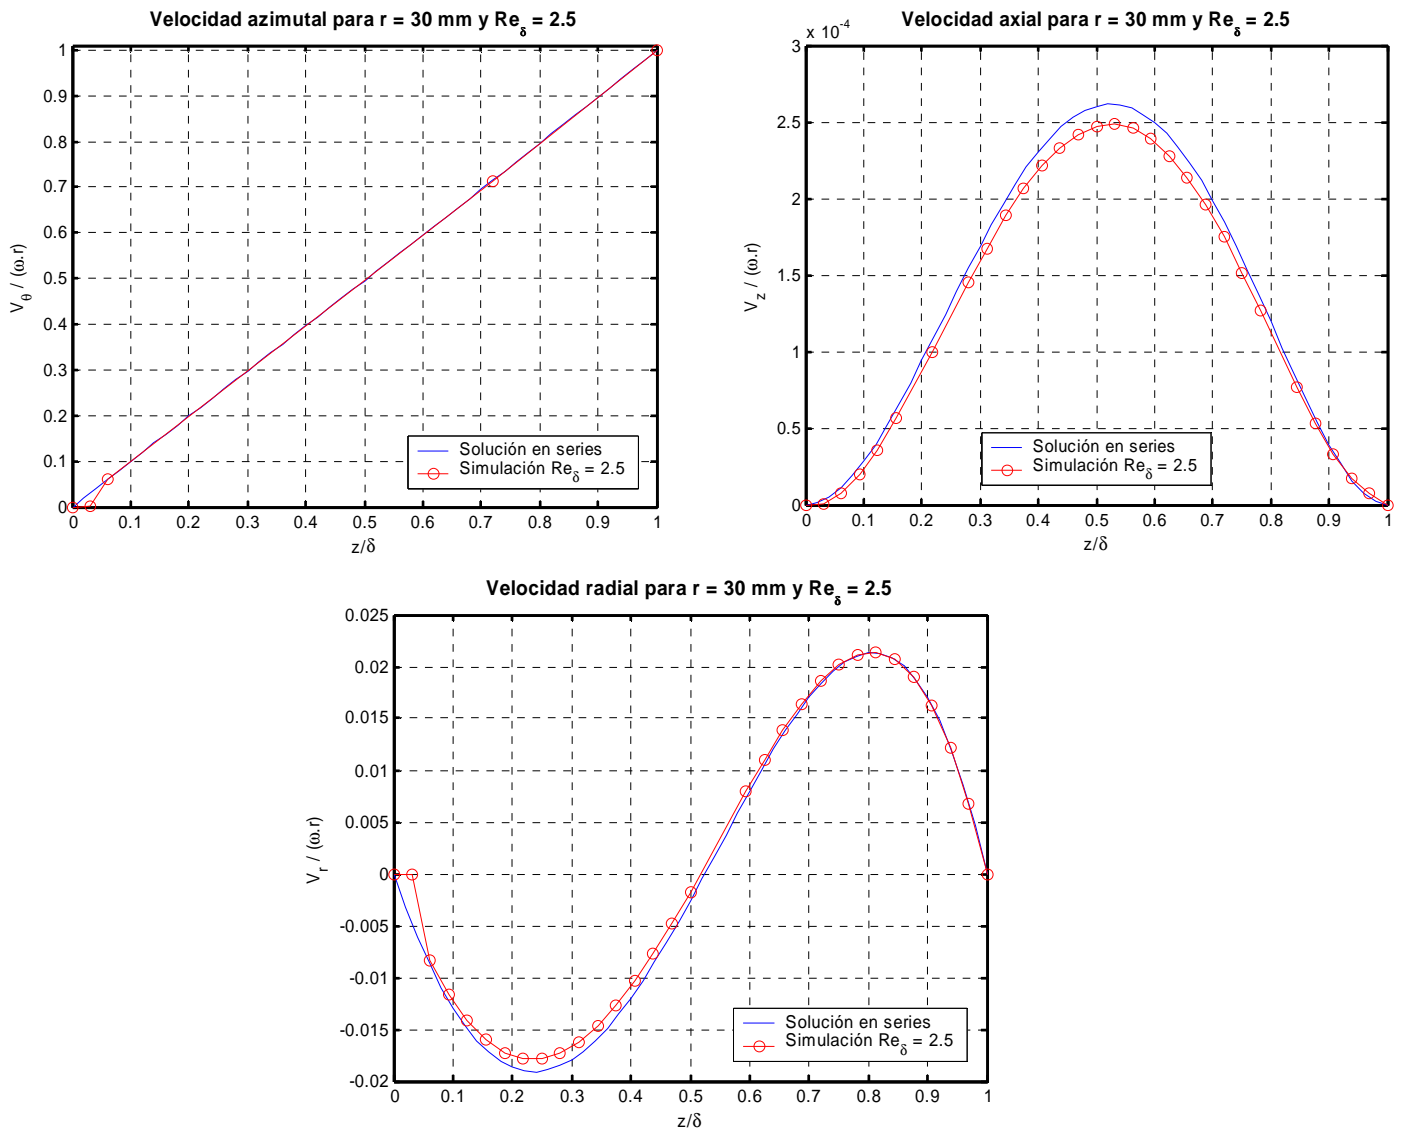 Velocidad azimutal para r = 30 mm y Reδ = 2.5
1
0.9
0.8
0.7
0.6
0.5
0.4
0.3
0.2
0.1
0
Vθ / (ω.r)
Solución en series
Simulación Reδ = 2.5
0 0.1 0.2 0.3 0.4 0.5 0.6 0.7 0.8 0.9 1
z/δ
Velocidad axial para r = 30 mm y Reδ = 2.5
x 10-4
3
2.5
2
1.5
1
0.5
0
Vz / (ω.r)
Solución en series
Simulación Reδ = 2.5
0 0.1 0.2 0.3 0.4 0.5 0.6 0.7 0.8 0.9 1
z/δ
Velocidad radial para r = 30 mm y Reδ = 2.5
0.025
0.02
0.015
0.01
0.005
0
-0.005
-0.01
-0.015
-0.02
Vr / (ω.r)
Solución en series
Simulación Reδ = 2.5
0 0.1 0.2 0.3 0.4 0.5 0.6 0.7 0.8 0.9 1
z/δ